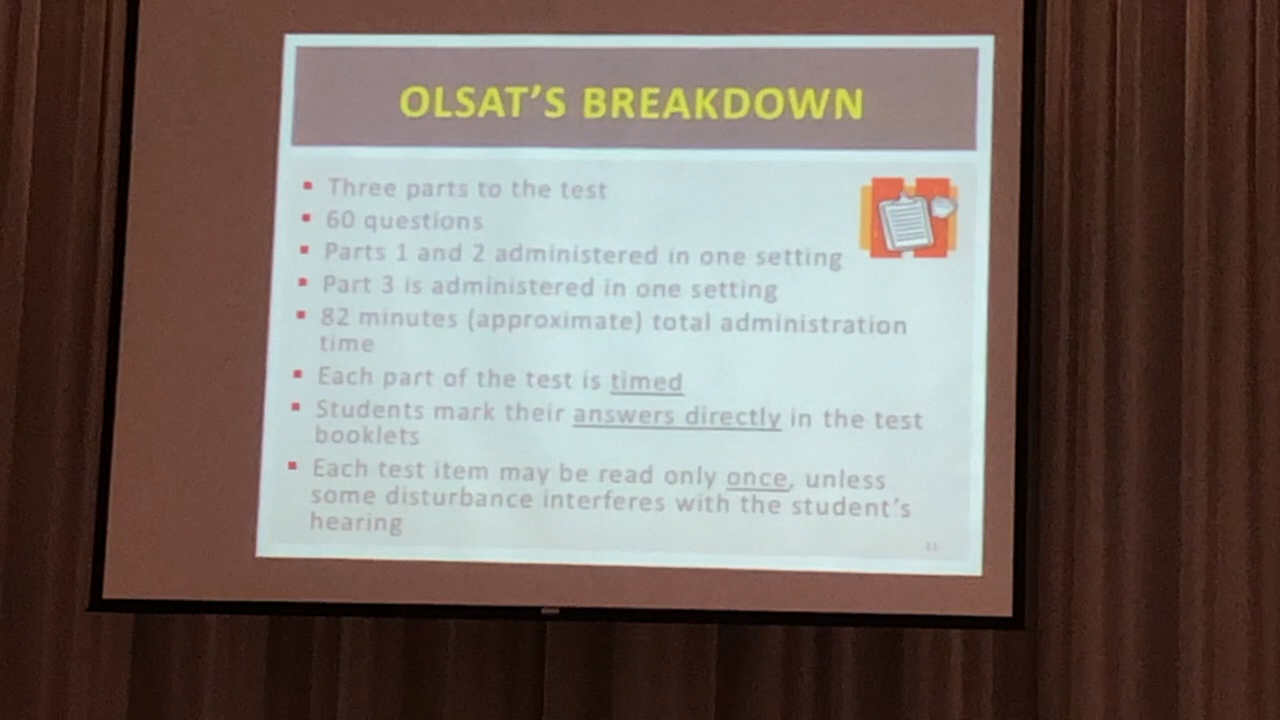 OLSAT'S BREAKDOWN
Three parts to the test
60 questions
Parts 1 and 2 administered in one setting
Part 3 is administered in one setting
82 minutes (approximate) total administration
time
Each part of the test is timed
Students mark their answers directly in the test
booklets
Each test item may be read only once, unless
some disturbance interferes with the student's
hearing